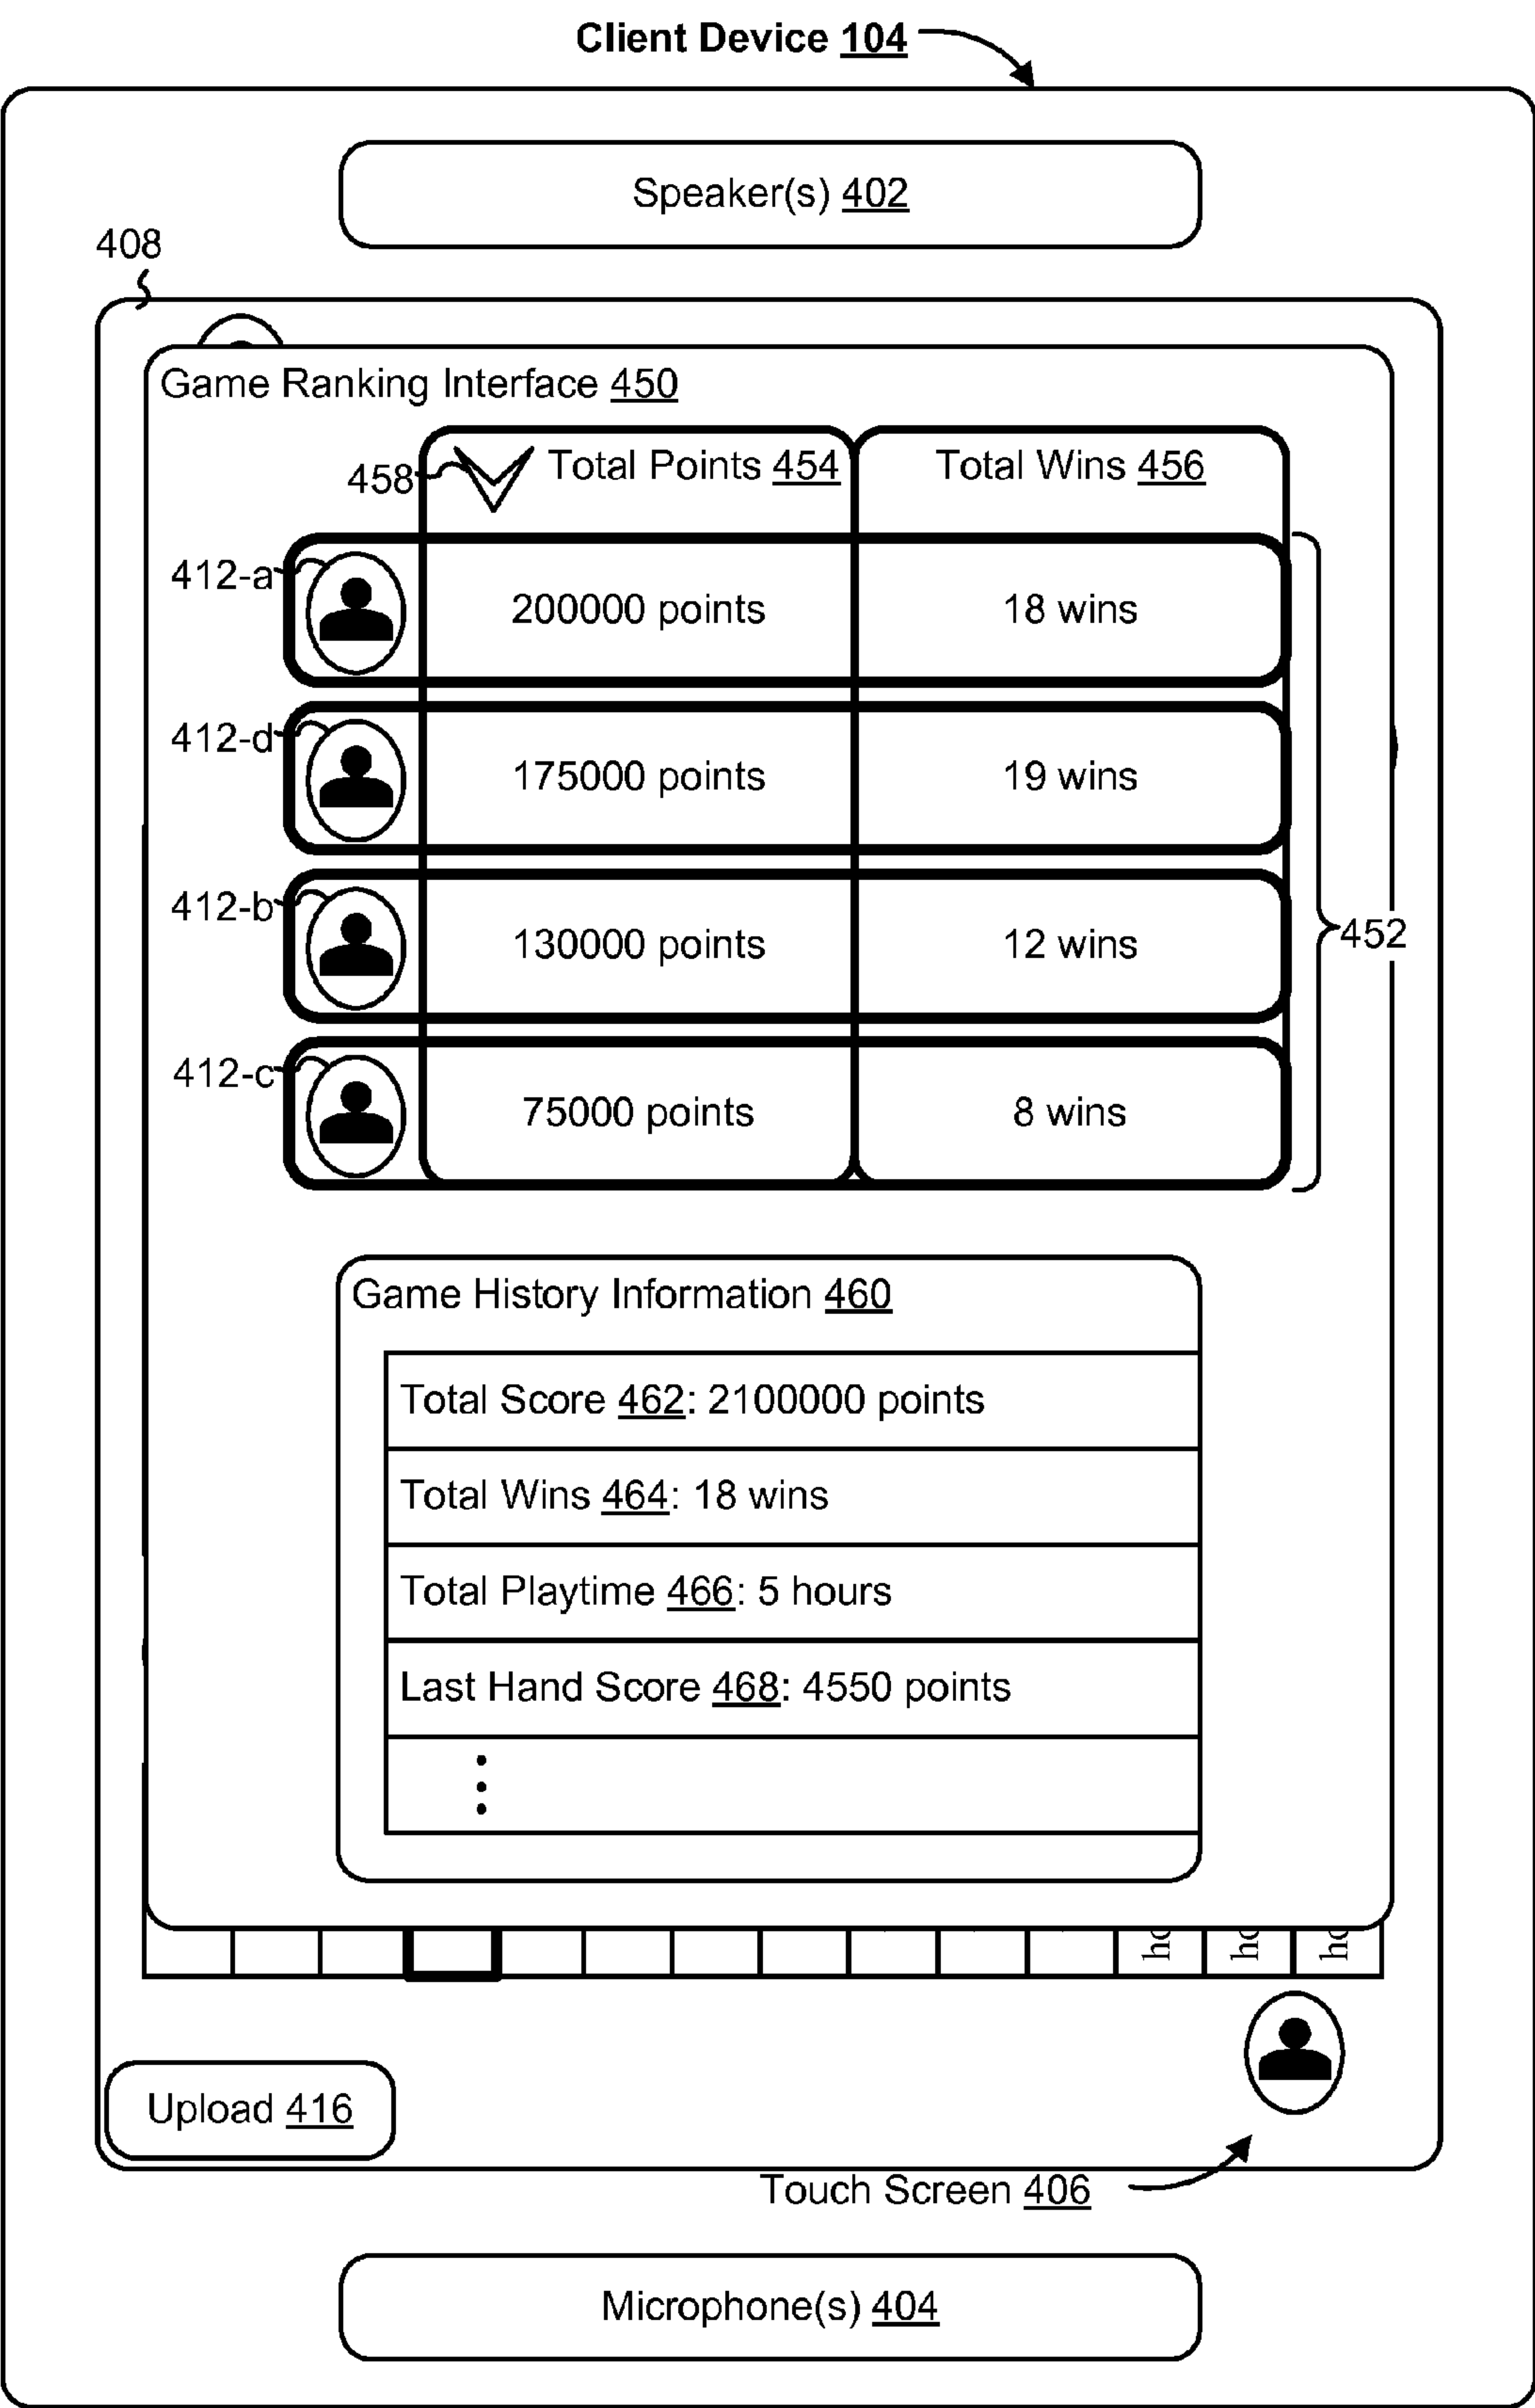 Client Device 104
Speaker(s) 402
408
Game Ranking Interface 450
458
Total Points 454
Total Wins 456
412-a
200000 points
18 wins
412-d
175000 points
19 wins
412-b
130000 points
12 wins
452
412-c
75000 points
8 wins
Game History Information 460
Total Score 462: 2100000 points
Total Wins 464: 18 wins
Total Playtime 466: 5 hours
Last Hand Score 468: 4550 points
Upload 416
Touch Screen 406
Microphone(s) 404